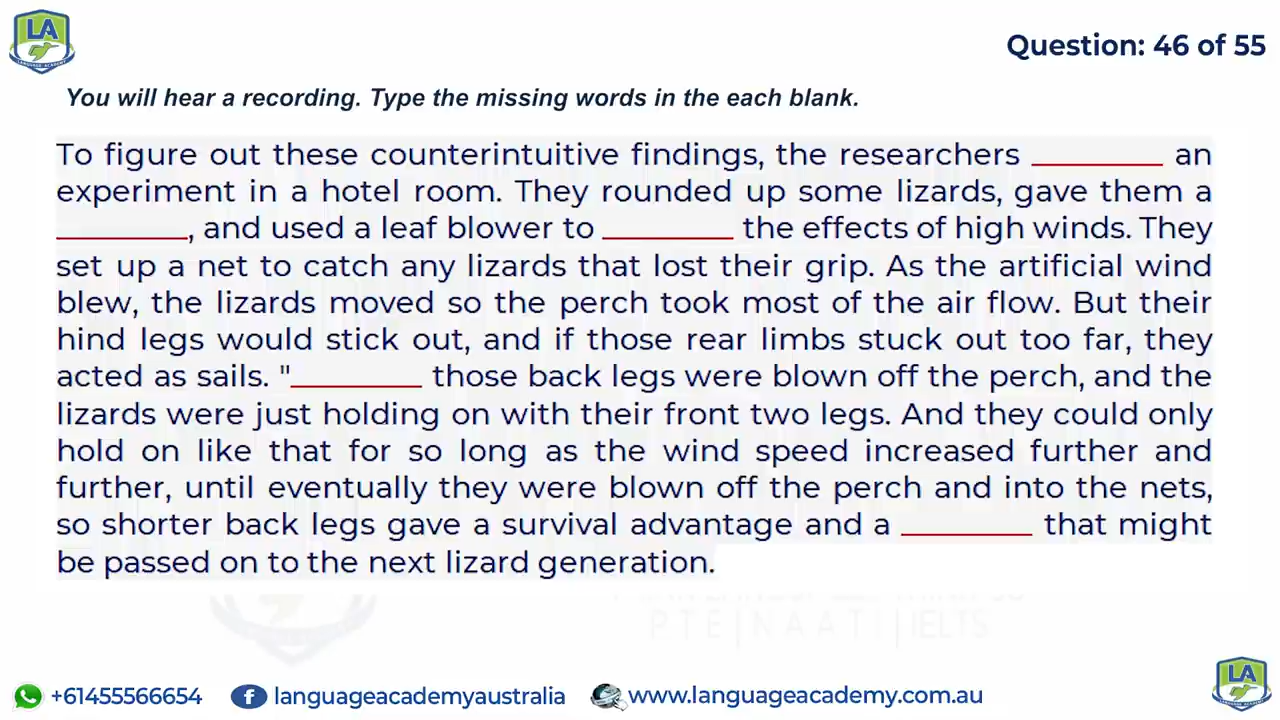 LA
LANGUAGE ACADEMY
Question: 46 of 55
You will hear a recording. Type the missing words in the each blank.
To figure out these counterintuitive findings, the researchers ________ an
experiment in a hotel room. They rounded up some lizards, gave them a
________, and used a leaf blower to ________ the effects of high winds. They
set up a net to catch any lizards that lost their grip. As the artificial wind
blew, the lizards moved so the perch took most of the air flow. But their
hind legs would stick out, and if those rear limbs stuck out too far, they
acted as sails. "________ those back legs were blown off the perch, and the
lizards were just holding on with their front two legs. And they could only
hold on like that for so long as the wind speed increased further and
further, until eventually they were blown off the perch and into the nets,
so shorter back legs gave a survival advantage and a ________ that might
be passed on to the next lizard generation.
PTE | NAATI | IELTS
+61455566654 languageacademyaustralia www.languageacademy.com.au
LA